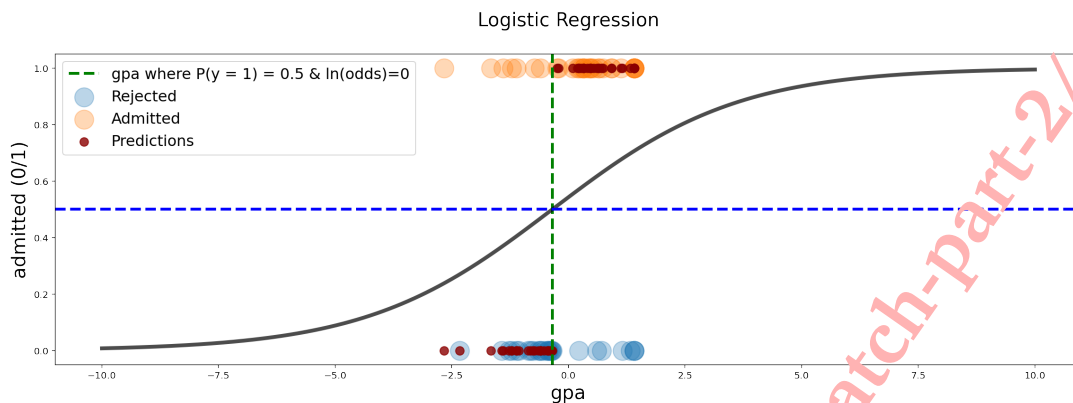 Logistic Regression
gpa where P(y = 1) = 0.5 & ln(odds)=0
Rejected
Admitted
Predictions
admitted (0/1)
1.0
0.8
0.6
0.4
0.2
0.0
−10.0 −7.5 −5.0 −2.5 0.0 2.5 5.0 7.5 10.0
gpa
atch-part-2/